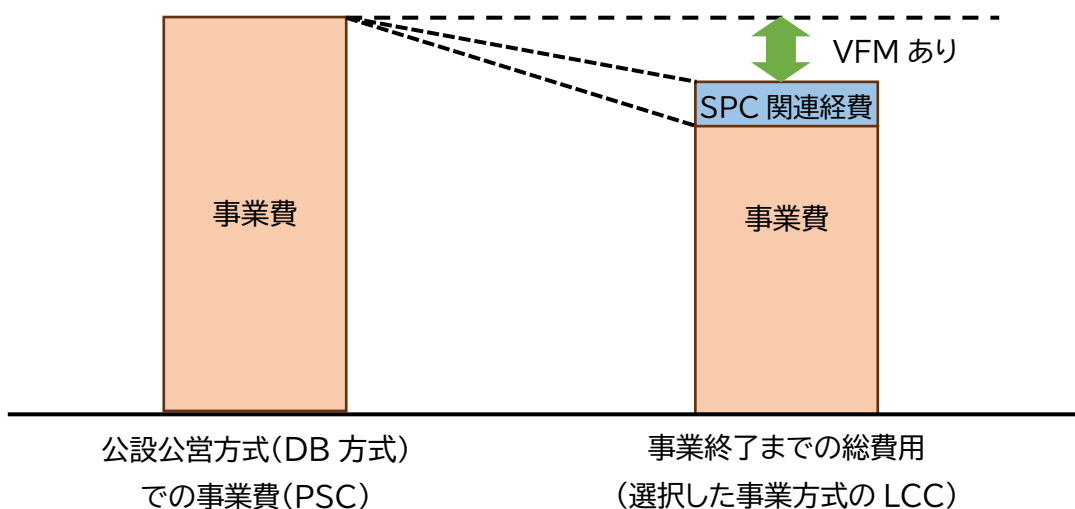 VFM あり
SPC 関連経費
事業費
事業費
公設公営方式(DB 方式)
での事業費(PSC)
事業終了までの総費用
(選択した事業方式の LCC)